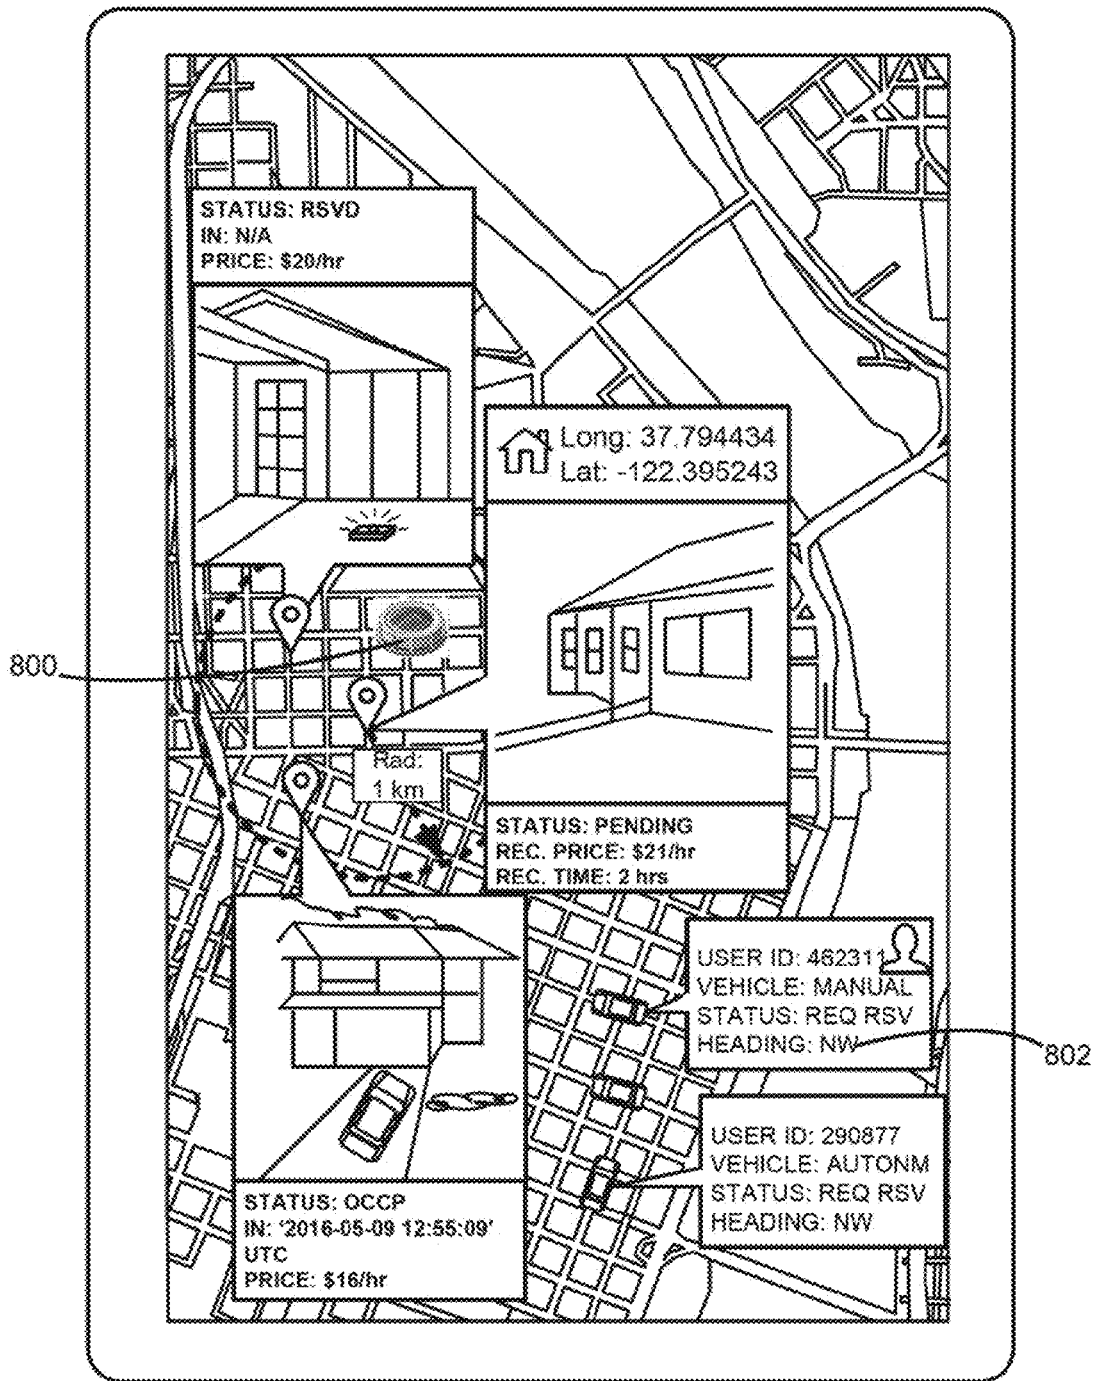 STATUS: RSVD
IN: N/A
PRICE: $20/hr
Long: 37.794434
Lat: -122.395243
800
Rad:
1 km
STATUS: PENDING
REC. PRICE: $21/hr
REC. TIME: 2 hrs
USER ID: 462311
VEHICLE: MANUAL
STATUS: REQ RSV
HEADING: NW
802
USER ID: 290877
VEHICLE: AUTONM
STATUS: REQ RSV
HEADING: NW
STATUS: OCCP
IN: '2016-05-09 12:55:09'
UTC
PRICE: $16/hr